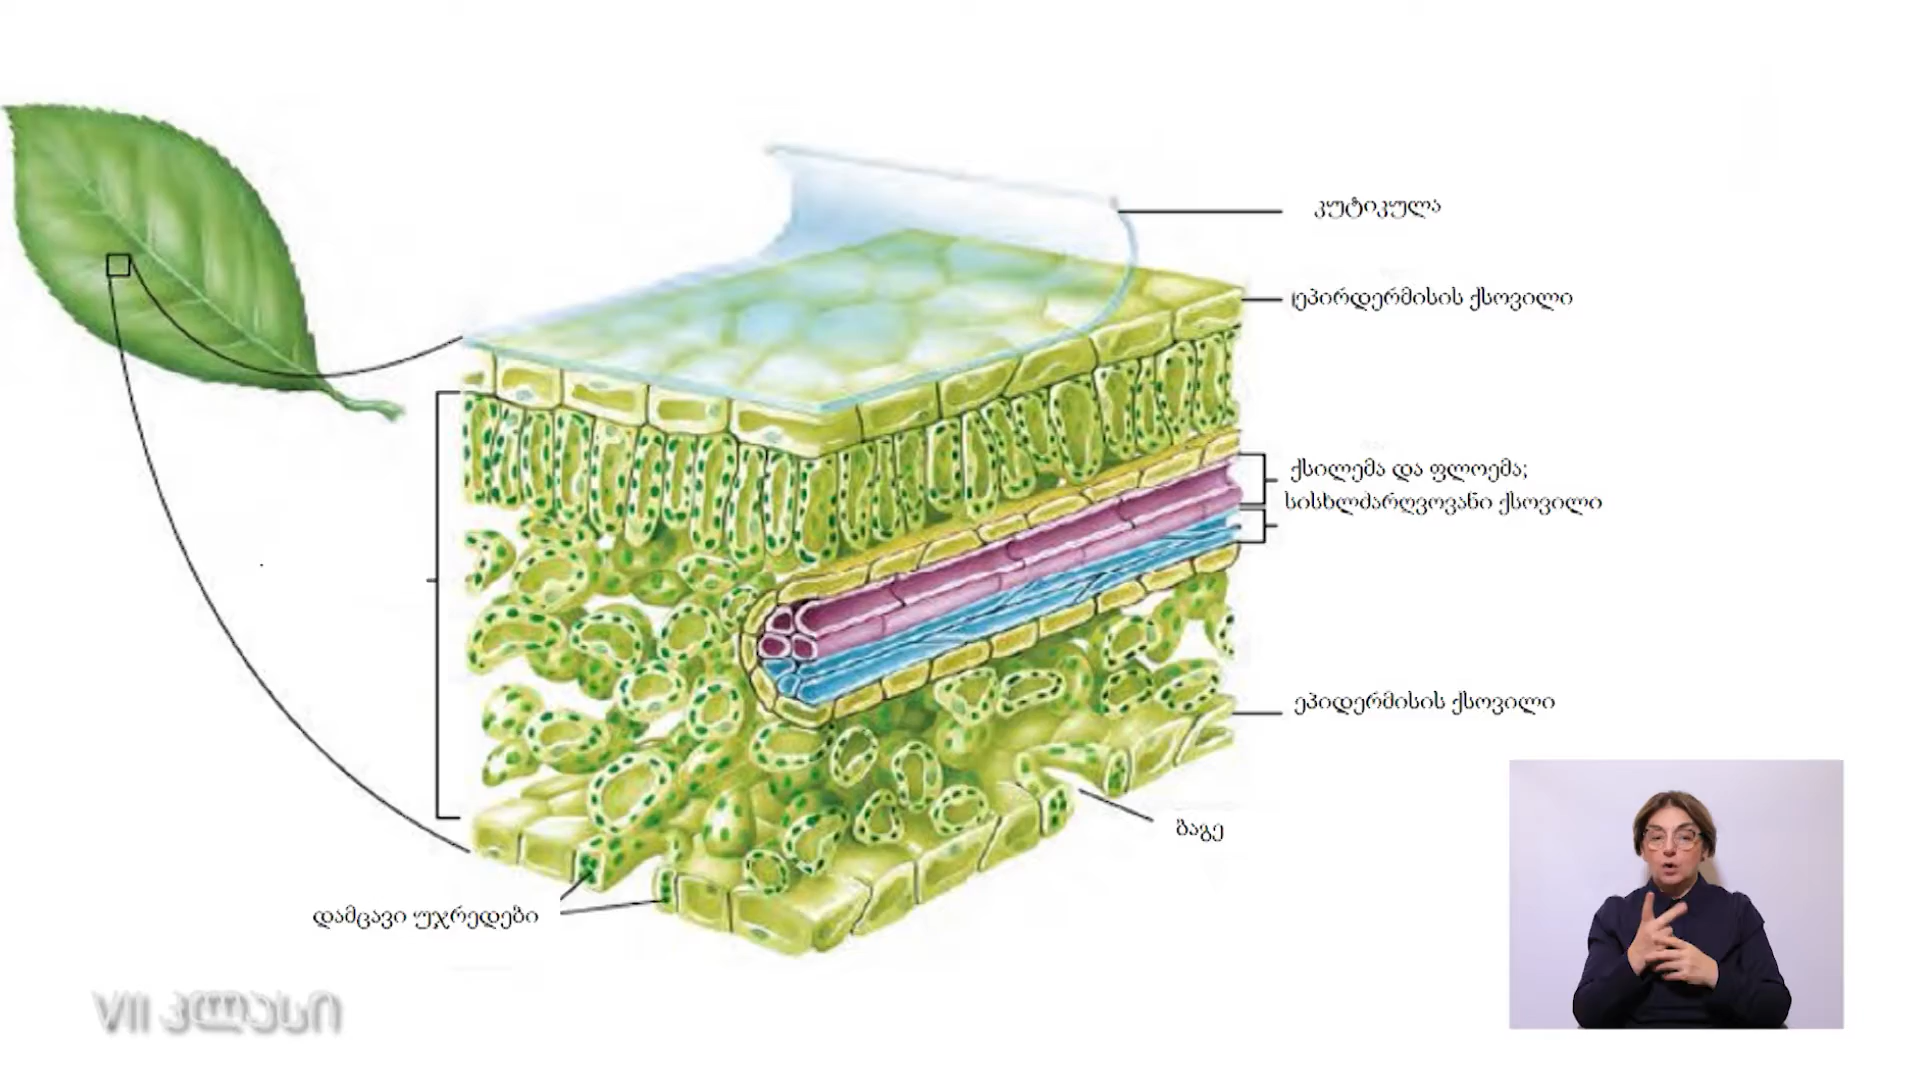 კუტიკულა
ეპირდერმისის ქსოვილი
ქსილემა და ფლოემა;
სისხლძარღვოვანი ქსოვილი
ეპიდერმისის ქსოვილი
ბაგე
დამცავი უჯრედები
VII კლასი